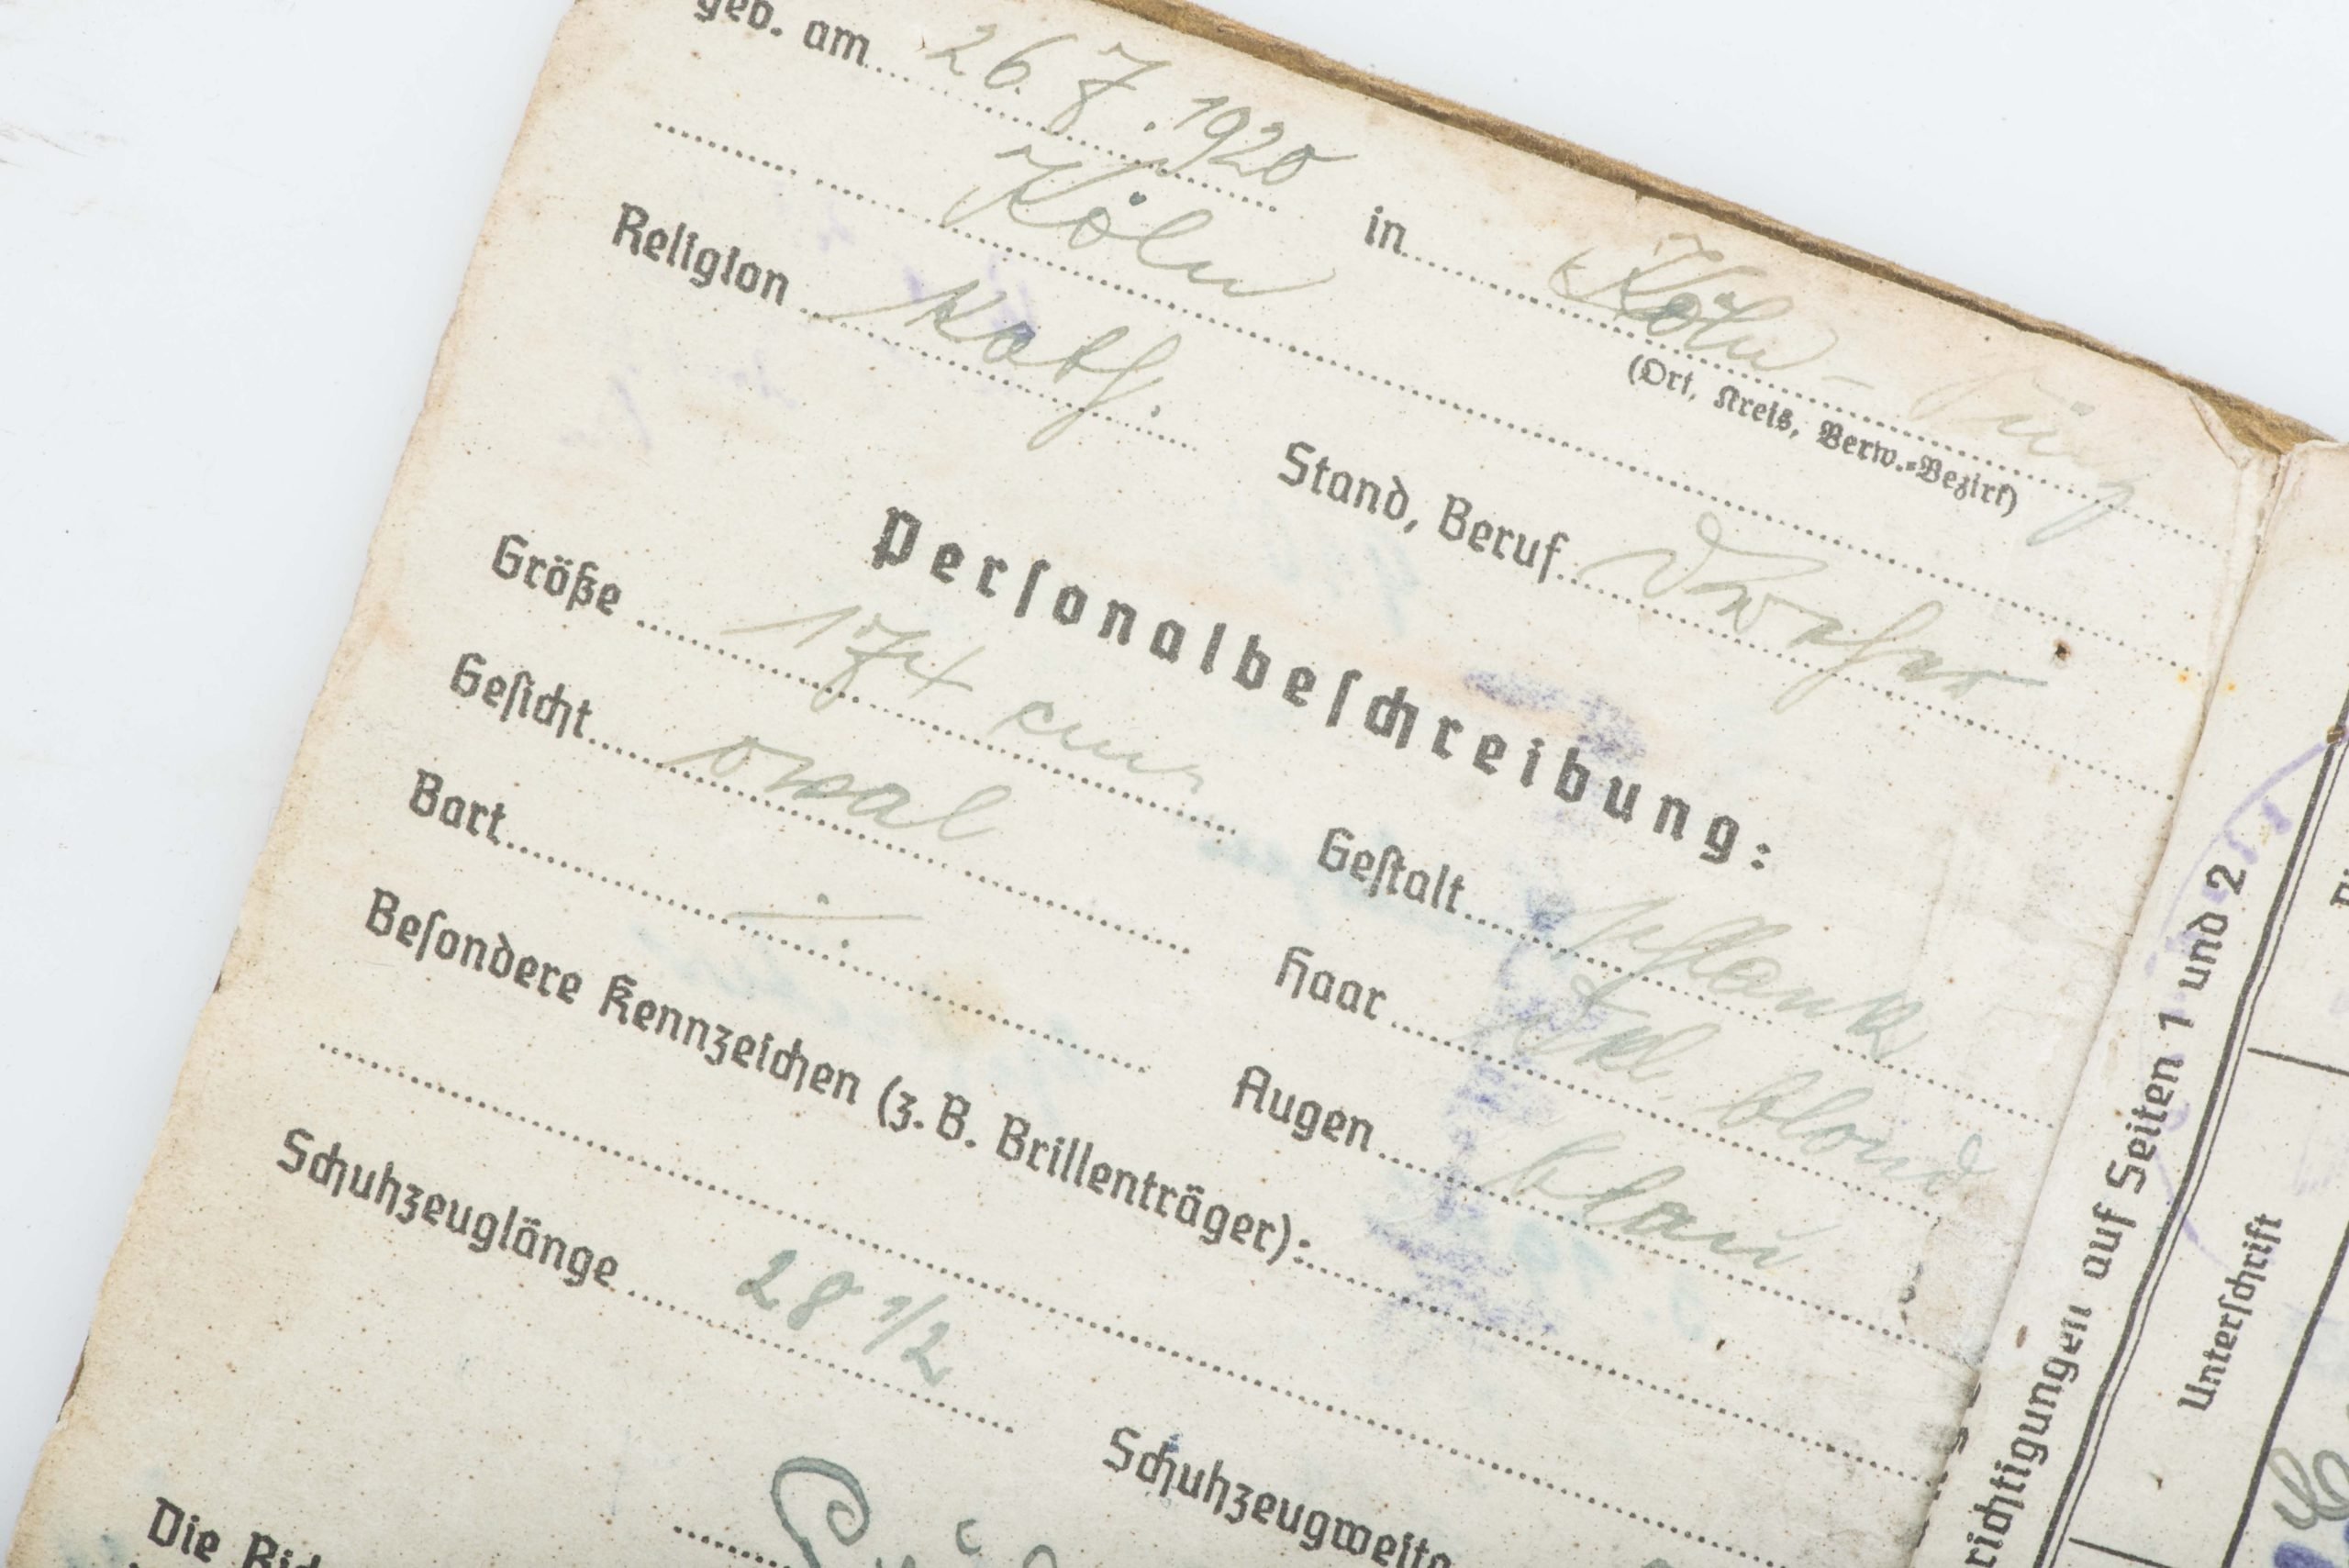 geb. am 26.7.1920 in Köln-
(Ort, Kreis, Verw.-Bezirk)
Köln
Religion Kath. Stand, Beruf
Personalbeschreibung:
Größe 174 cm Gestalt schlank
Gesicht oval Haar dkl. blond
Bart ÷ Augen blau
Besondere Kennzeichen (z. B. Brillenträger):
Schuhzeuglänge 28 1/2 Schuhzeugweite
Die
richtigungen auf Seiten 1 und 2
Unterschrift